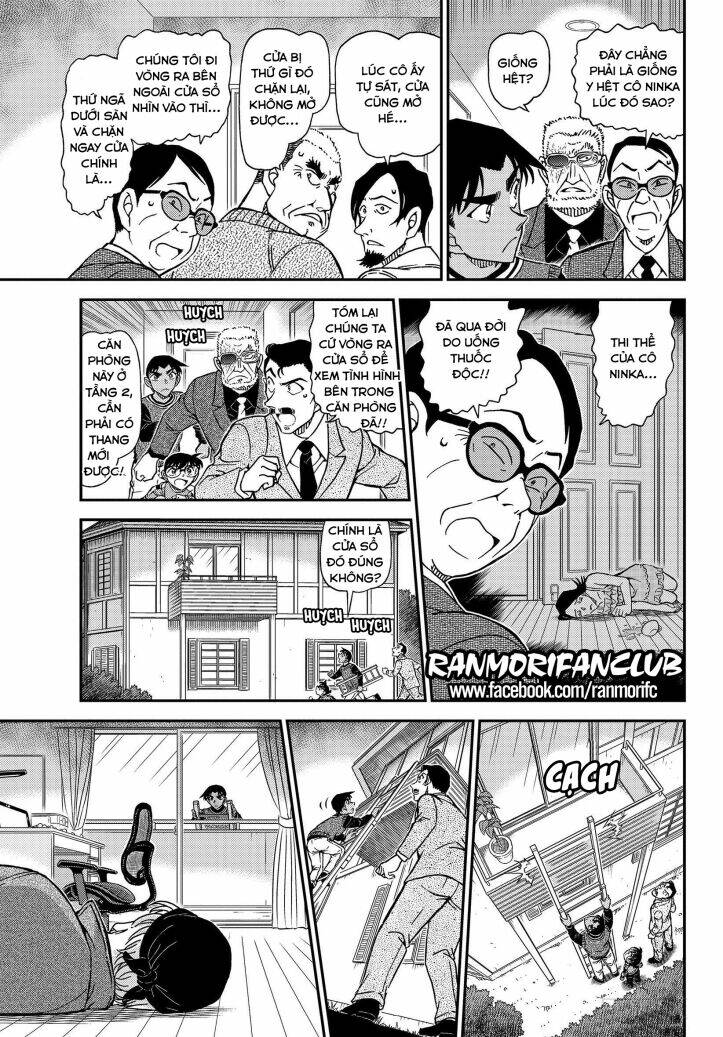 ĐÂY CHẲNG
PHẢI LÀ GIỐNG
Y HỆT CÔ NINKA
LÚC ĐÓ SAO?
GIỐNG
HỆT?
LÚC CÔ ẤY
TỰ SÁT, CỬA
CŨNG MỞ
HÉ...
CỬA BỊ
THỨ GÌ ĐÓ
CHẶN LẠI,
KHÔNG MỞ
ĐƯỢC...
CHÚNG TÔI ĐI
VÒNG RA BÊN
NGOÀI CỬA SỔ
NHÌN VÀO THÌ...
THỨ NGÃ
DƯỚI SÀN
VÀ CHẶN
NGAY CỬA
CHÍNH
LÀ...
THI THỂ
CỦA CÔ
NINKA...
ĐÃ QUA ĐỜI
DO UỐNG
THUỐC
ĐỘC!!
RANMORIFANCLUB
www.facebook.com/ranmorifc
TÓM LẠI
CHÚNG TA
CỨ VÒNG RA
CỬA SỔ ĐỂ
XEM TÌNH HÌNH
BÊN TRONG
CĂN PHÒNG
ĐÃ!!
HUỲCH
HUỲCH
CĂN
PHÒNG
NÀY Ở
TẦNG 2,
CẦN
PHẢI CÓ
THANG MỚI
ĐƯỢC!
CHÍNH LÀ
CỬA SỔ
ĐÓ ĐÚNG
KHÔNG?
HUỲCH
HUỲCH
CẠCH